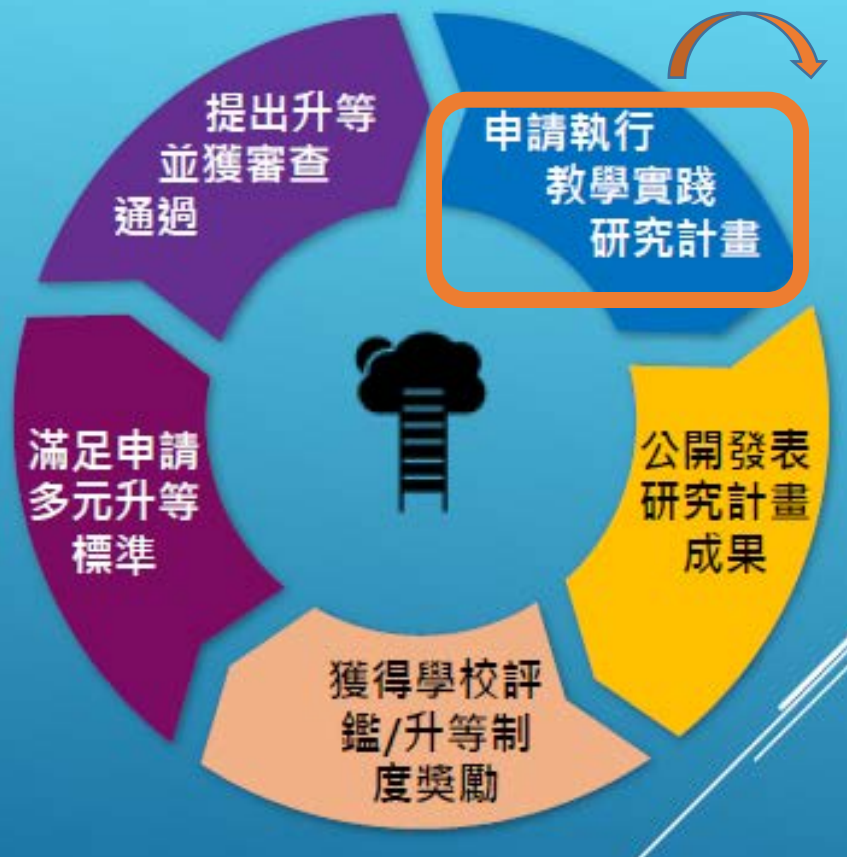 申請執行
教學實踐
研究計畫
公開發表
研究計畫
成果
獲得學校評
鑑/升等制
度獎勵
滿足申請
多元升等
標準
提出升等
並獲審查
通過